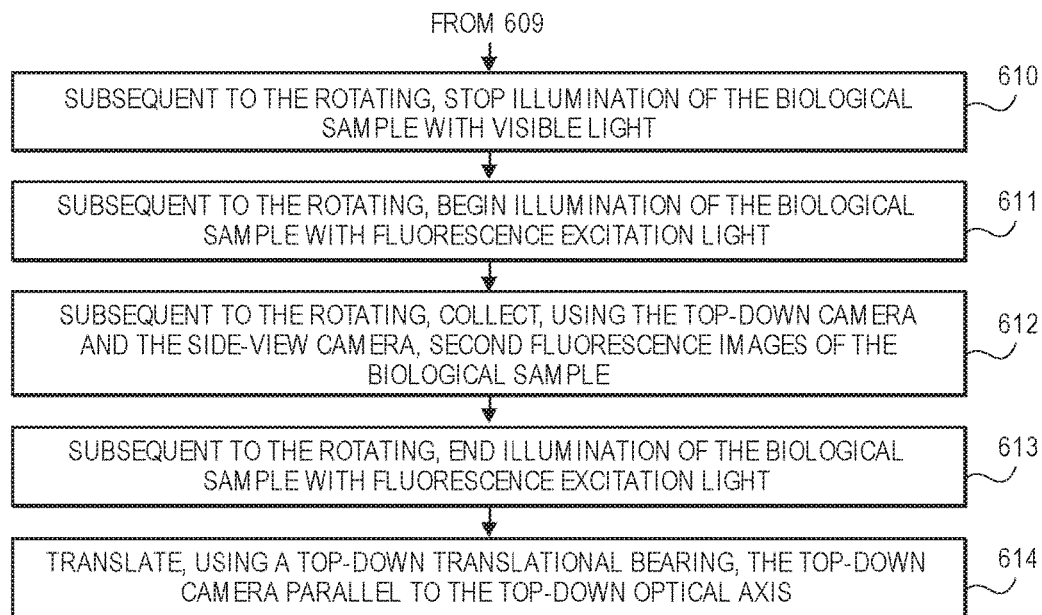 FROM 609
SUBSEQUENT TO THE ROTATING, STOP ILLUMINATION OF THE BIOLOGICAL
SAMPLE WITH VISIBLE LIGHT
610
SUBSEQUENT TO THE ROTATING, BEGIN ILLUMINATION OF THE BIOLOGICAL
SAMPLE WITH FLUORESCENCE EXCITATION LIGHT
611
SUBSEQUENT TO THE ROTATING, COLLECT, USING THE TOP-DOWN CAMERA
AND THE SIDE-VIEW CAMERA, SECOND FLUORESCENCE IMAGES OF THE
BIOLOGICAL SAMPLE
612
SUBSEQUENT TO THE ROTATING, END ILLUMINATION OF THE BIOLOGICAL
SAMPLE WITH FLUORESCENCE EXCITATION LIGHT
613
TRANSLATE, USING A TOP-DOWN TRANSLATIONAL BEARING, THE TOP-DOWN
CAMERA PARALLEL TO THE TOP-DOWN OPTICAL AXIS
614